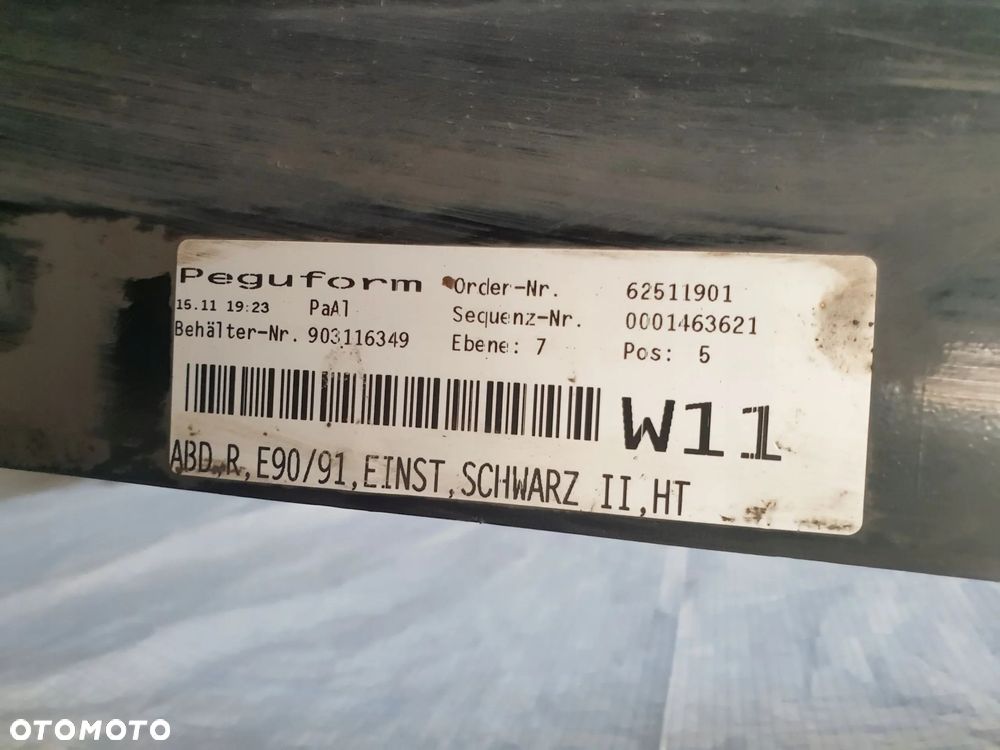 Peguform Order-Nr. 62511901
15.11 19:23 PaAl Sequenz-Nr. 0001463621
Behälter-Nr. 903116349 Ebene: 7 Pos: 5
W11
ABD,R,E90/91,EINST,SCHWARZ II,HT
OTOMOTO